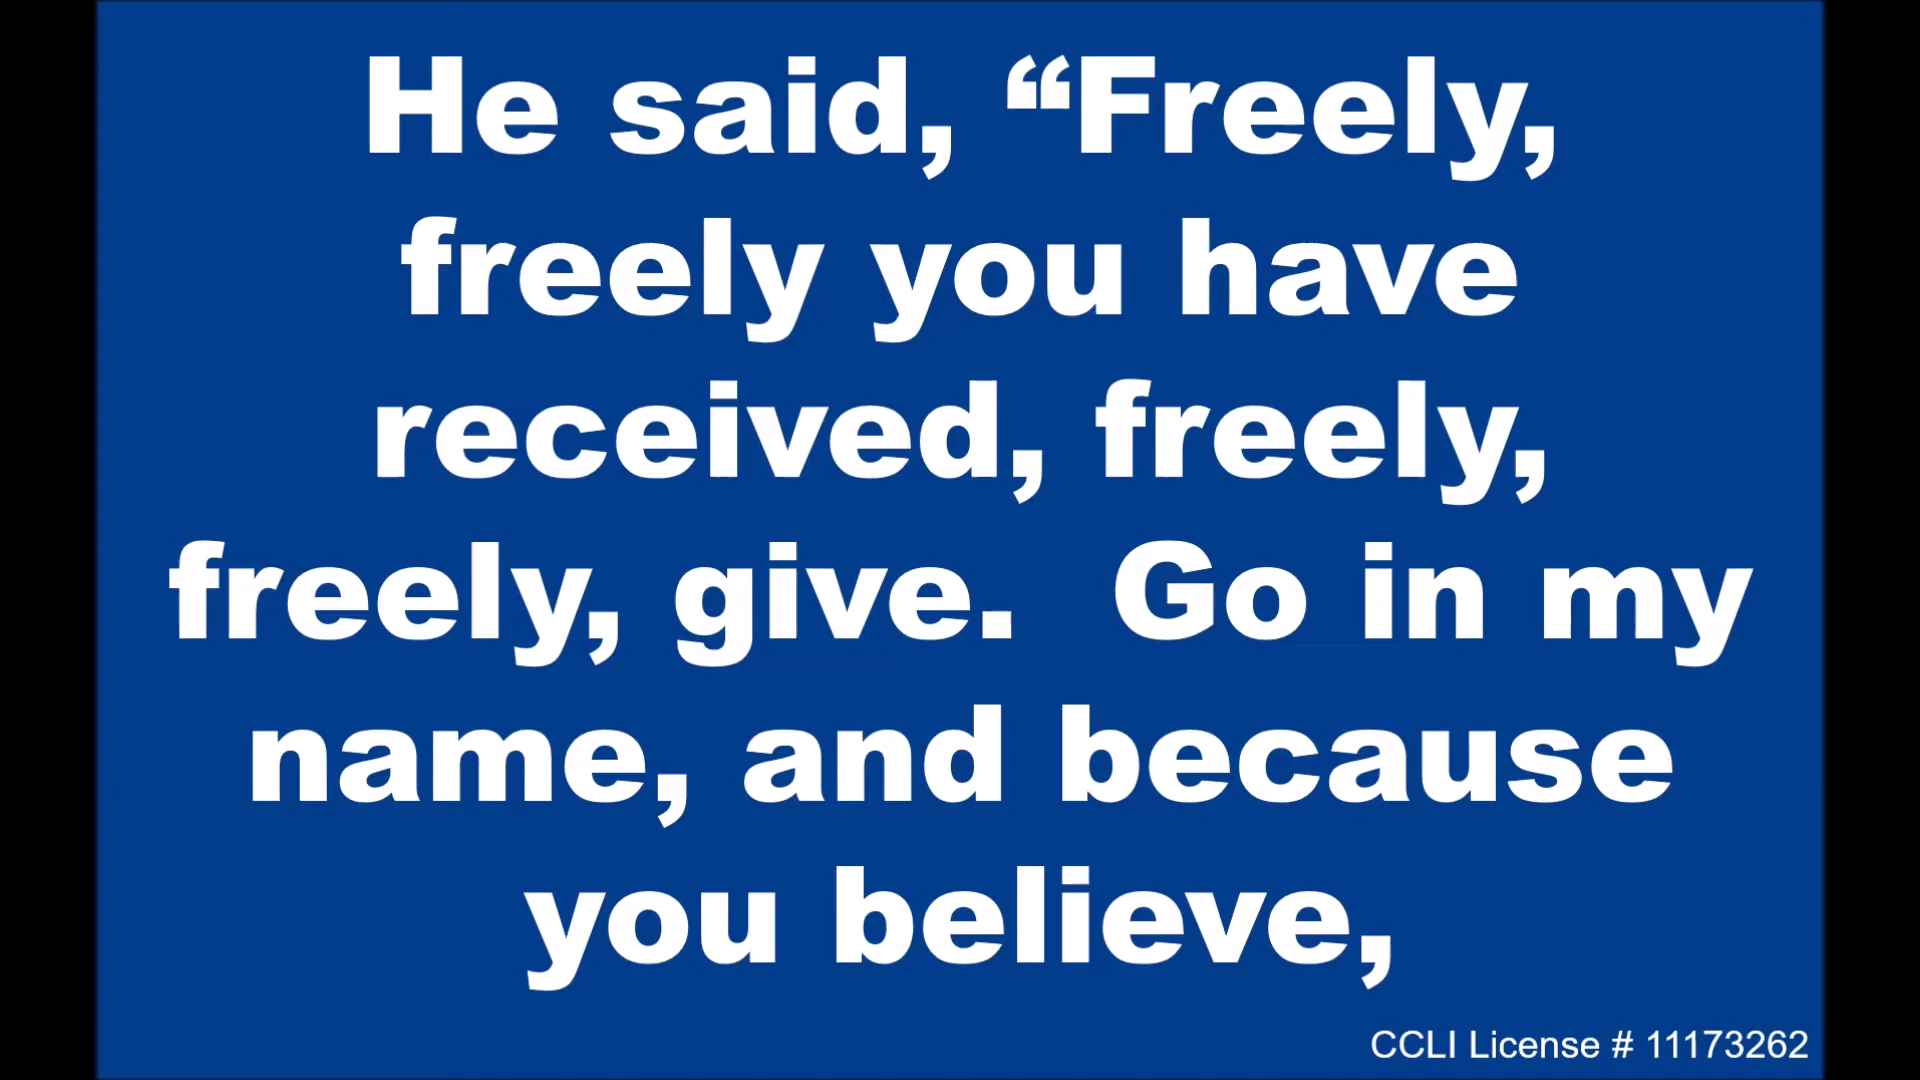 He said, “Freely,
freely you have
received, freely,
freely, give.  Go in my
name, and because
you believe,
CCLI License # 11173262